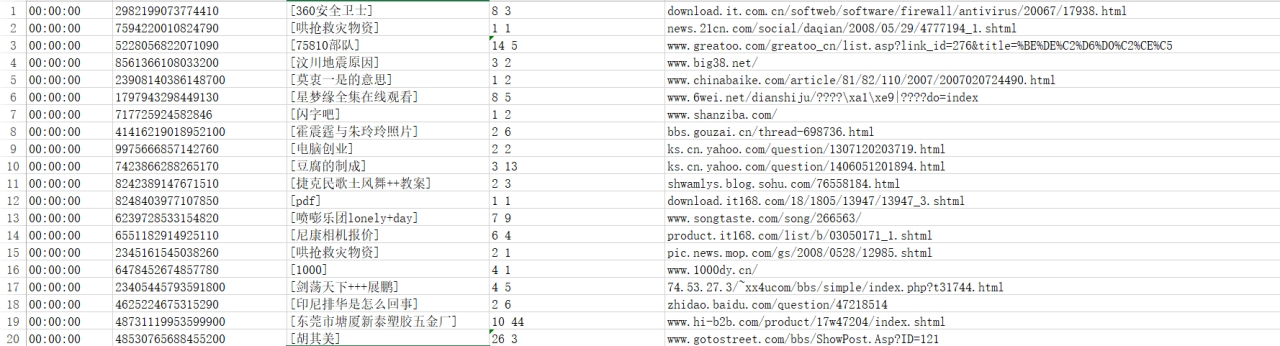 1 00:00:00 2982199073774410 [360安全卫士] 8 3 download.it.com.cn/softweb/software/firewall/antivirus/20067/17938.html
2 00:00:00 7594220010824790 [哄抢救灾物资] 1 1 news.21cn.com/social/daqian/2008/05/29/4777194_1.shtml
3 00:00:00 5228056822071090 [75810部队] 14 5 www.greatoo.com/greatoo_cn/list.asp?link_id=276&title=%BE%DE%C2%D6%D0%C2%CE%C5
4 00:00:00 8561366108033200 [汶川地震原因] 3 2 www.big38.net/
5 00:00:00 23908140386148700 [莫衷一是的意思] 1 2 www.chinabaike.com/article/81/82/110/2007/2007020724490.html
6 00:00:00 1797943298449130 [星梦缘全集在线观看] 8 5 www.6wei.net/dianshiju/????\xa1\xe9|????do=index
7 00:00:00 717725924582846 [闪字吧] 1 2 www.shanziba.com/
8 00:00:00 41416219018952100 [霍震霆与朱玲玲照片] 2 6 bbs.gouzai.cn/thread-698736.html
9 00:00:00 9975666857142760 [电脑创业] 2 2 ks.cn.yahoo.com/question/1307120203719.html
10 00:00:00 7423866288265170 [豆腐的制成] 3 13 ks.cn.yahoo.com/question/1406051201894.html
11 00:00:00 8242389147671510 [捷克民歌土风舞++教案] 2 3 shwamlys.blog.sohu.com/76558184.html
12 00:00:00 8248403977107850 [pdf] 1 1 download.it168.com/18/1805/13947/13947_3.shtml
13 00:00:00 6239728533154820 [喷嘭乐团lonely+day] 7 9 www.songtaste.com/song/266563/
14 00:00:00 6551182914925110 [尼康相机报价] 6 4 product.it168.com/list/b/03050171_1.shtml
15 00:00:00 2345161545038260 [哄抢救灾物资] 2 1 pic.news.mop.com/gs/2008/0528/12985.shtml
16 00:00:00 6478452674857780 [1000] 4 1 www.1000dy.cn/
17 00:00:00 23405445793591800 [剑荡天下+++展鹏] 4 5 74.53.27.3/~xx4ucom/bbs/simple/index.php?t31744.html
18 00:00:00 4625224675315290 [印尼排华是怎么回事] 2 6 zhidao.baidu.com/question/47218514
19 00:00:00 48731119953599900 [东莞市塘厦新泰塑胶五金厂] 10 44 www.hi-b2b.com/product/17w47204/index.shtml
20 00:00:00 48530765688455200 [胡其美] 26 3 www.gotostreet.com/bbs/ShowPost.Asp?ID=121